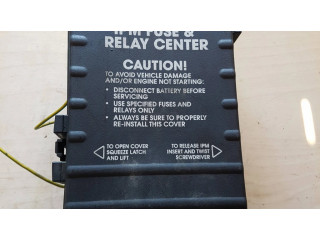 IPM FUSE &
RELAY CENTER
CAUTION!
TO AVOID VEHICLE DAMAGE
AND/OR ENGINE NOT STARTING:
• DISCONNECT BATTERY BEFORE
SERVICING
• USE SPECIFIED FUSES AND
RELAYS ONLY
• ALWAYS BE SURE TO PROPERLY
RE-INSTALL THIS COVER
TO OPEN COVER
SQUEEZE LATCH
AND LIFT
TO RELEASE IPM
INSERT AND TWIST
SCREWDRIVER